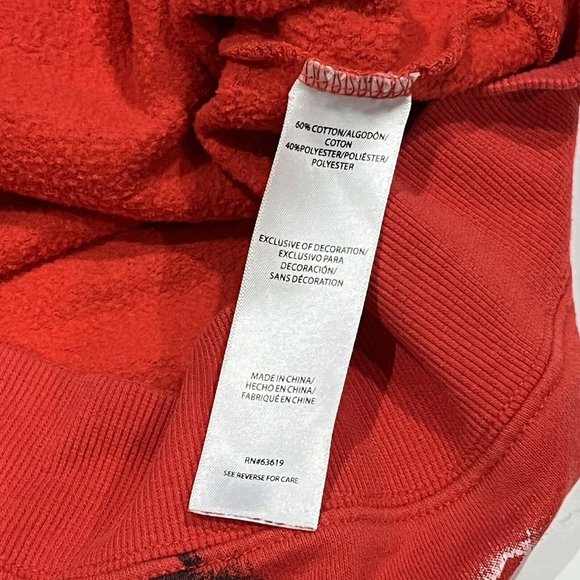 60% COTTON/ALGODÓN/
COTON
40%POLYESTER/POLIÉSTER/
POLYESTER
EXCLUSIVE OF DECORATION/
EXCLUSIVO PARA
DECORACIÓN/
SANS DÉCORATION
MADE IN CHINA/
HECHO EN CHINA/
FABRIQUÉ EN CHINE
RN#63619
SEE REVERSE FOR CARE